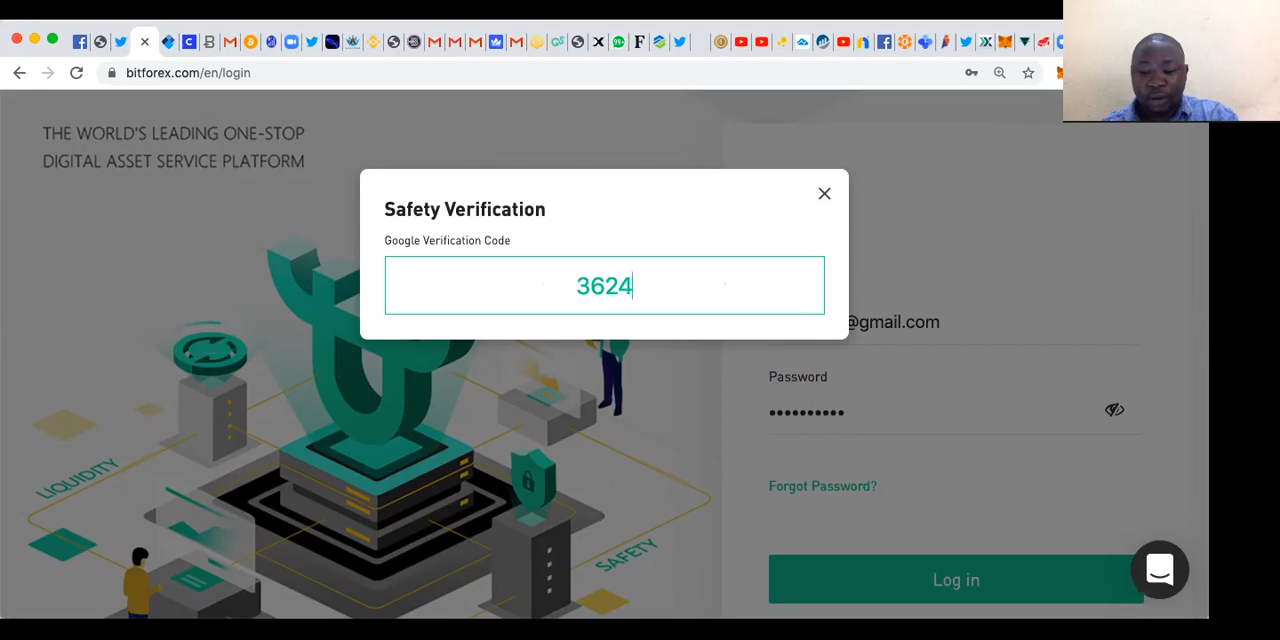 bitforex.com/en/login
THE WORLD'S LEADING ONE-STOP
DIGITAL ASSET SERVICE PLATFORM
Safety Verification
Google Verification Code
3624
@gmail.com
Password
Forgot Password?
Log in
LIQUIDITY
SAFETY